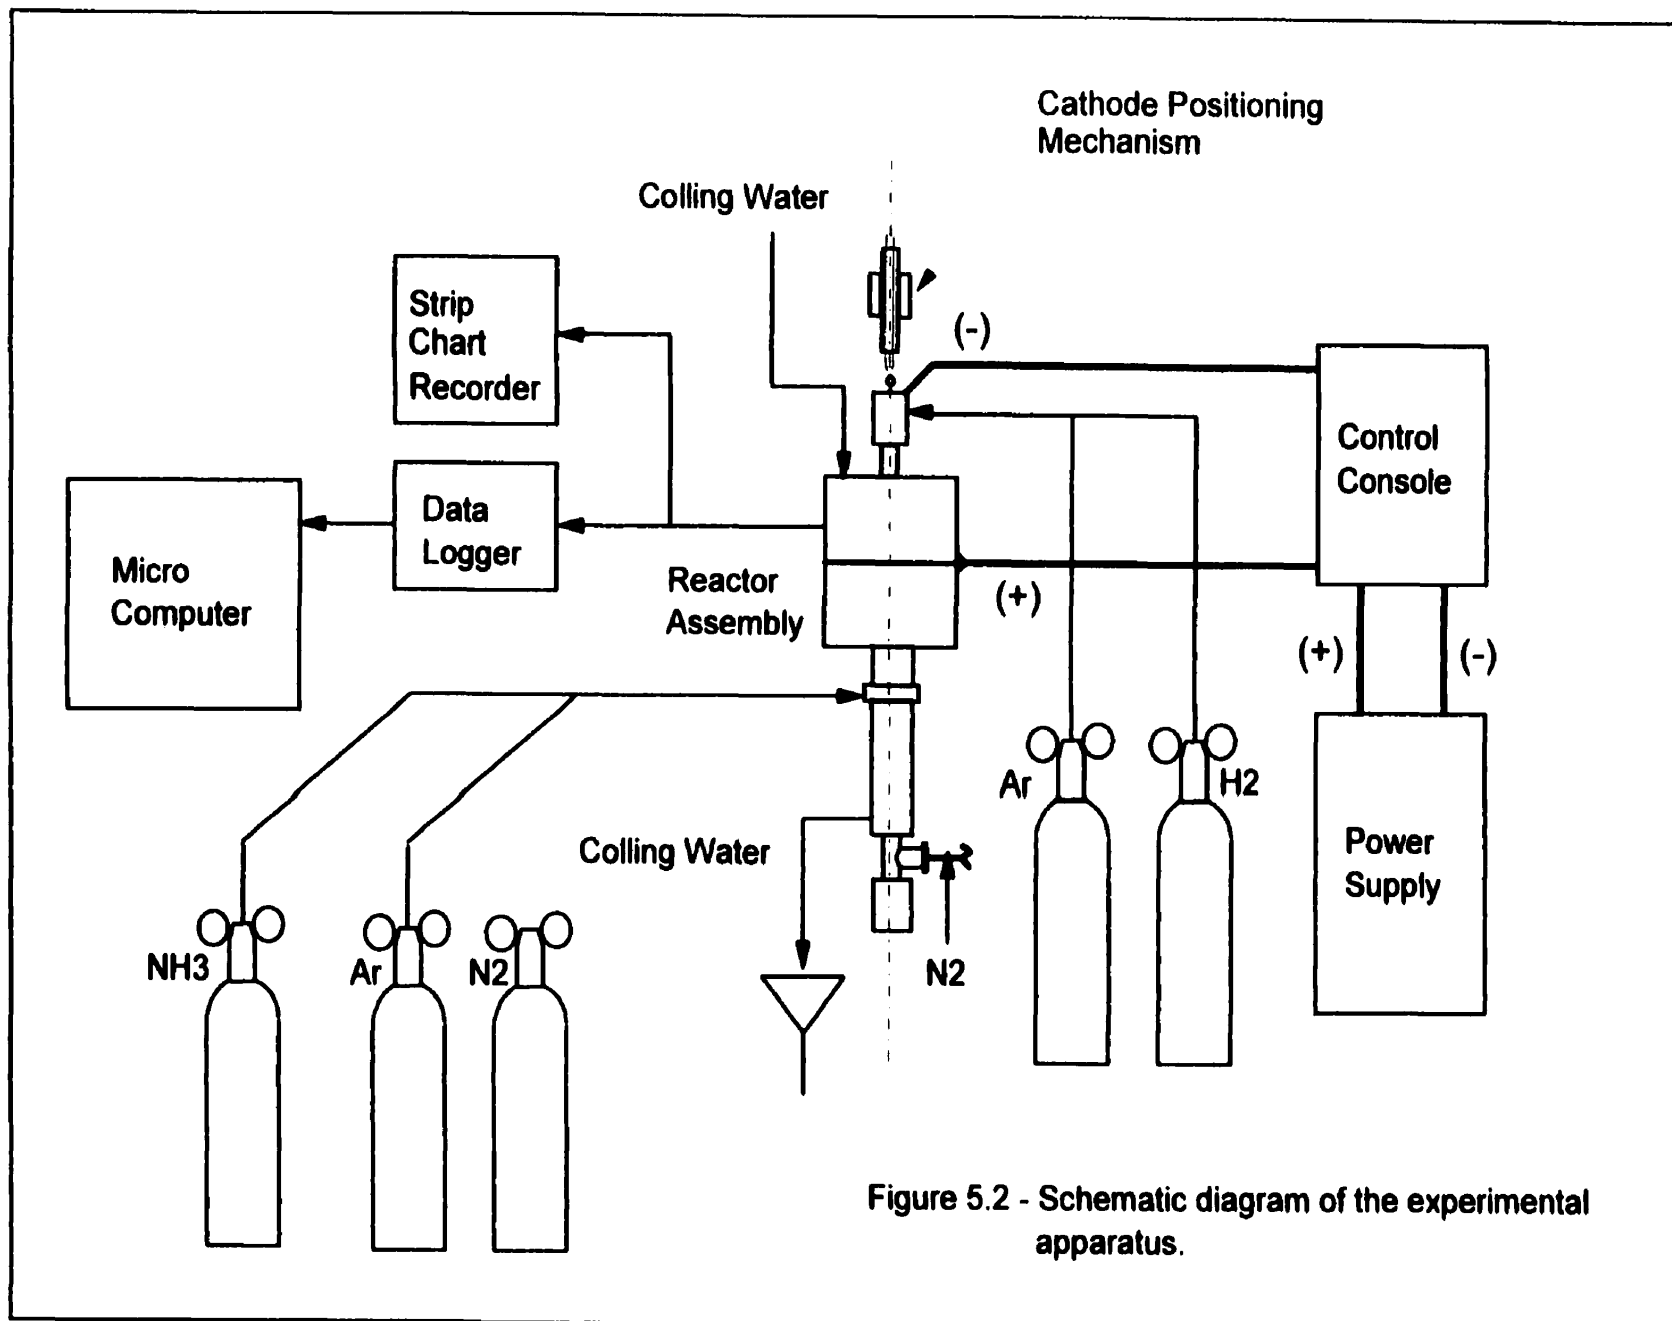 Cathode Positioning
Mechanism
Colling Water
Strip
Chart
Recorder
(-)
Control
Console
Data
Logger
Micro
Computer
Reactor
Assembly
(+)
(+)
(-)
Ar
H2
Power
Supply
Colling Water
NH3
Ar
N2
N2
Figure 5.2 - Schematic diagram of the experimental
apparatus.